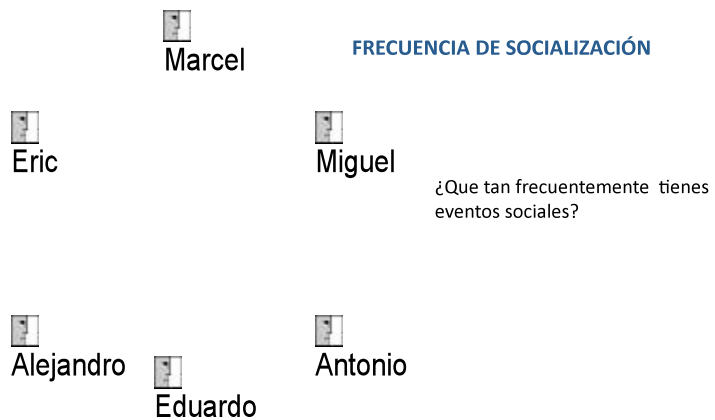 Marcel
FRECUENCIA DE SOCIALIZACIÓN
Eric
Miguel
¿Que tan frecuentemente tienes
eventos sociales?
Alejandro
Antonio
Eduardo